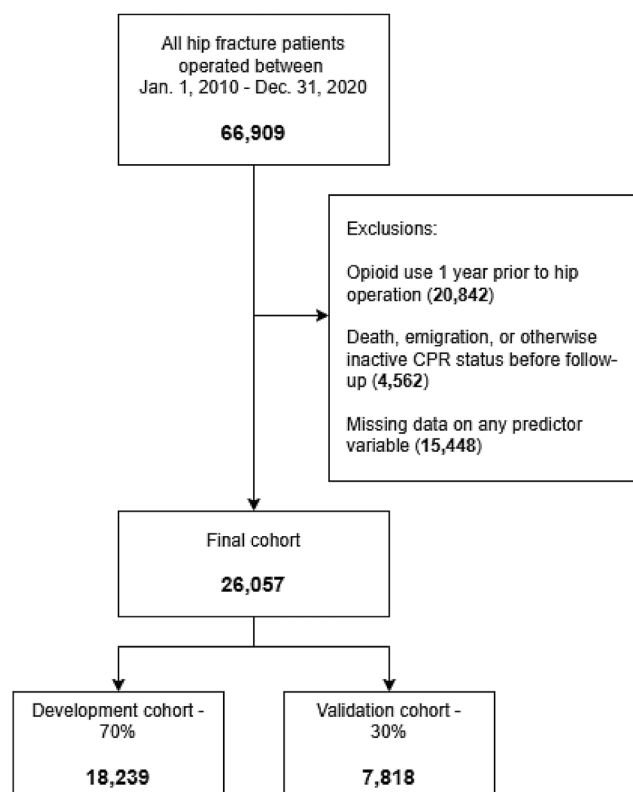 All hip fracture patients
operated between
Jan. 1, 2010 - Dec. 31, 2020
66,909
Exclusions:
Opioid use 1 year prior to hip
operation (20,842)
Death, emigration, or otherwise
inactive CPR status before follow-
up (4,562)
Missing data on any predictor
variable (15,448)
Final cohort
26,057
Development cohort -
70%
18,239
Validation cohort -
30%
7,818